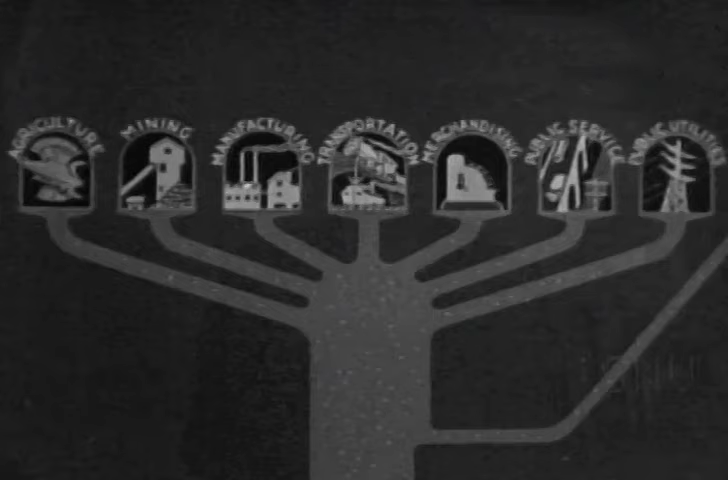 AGRICULTURE
MINING
MANUFACTURING
TRANSPORTATION
MERCHANDISING
PUBLIC SERVICE
PUBLIC UTILITIES